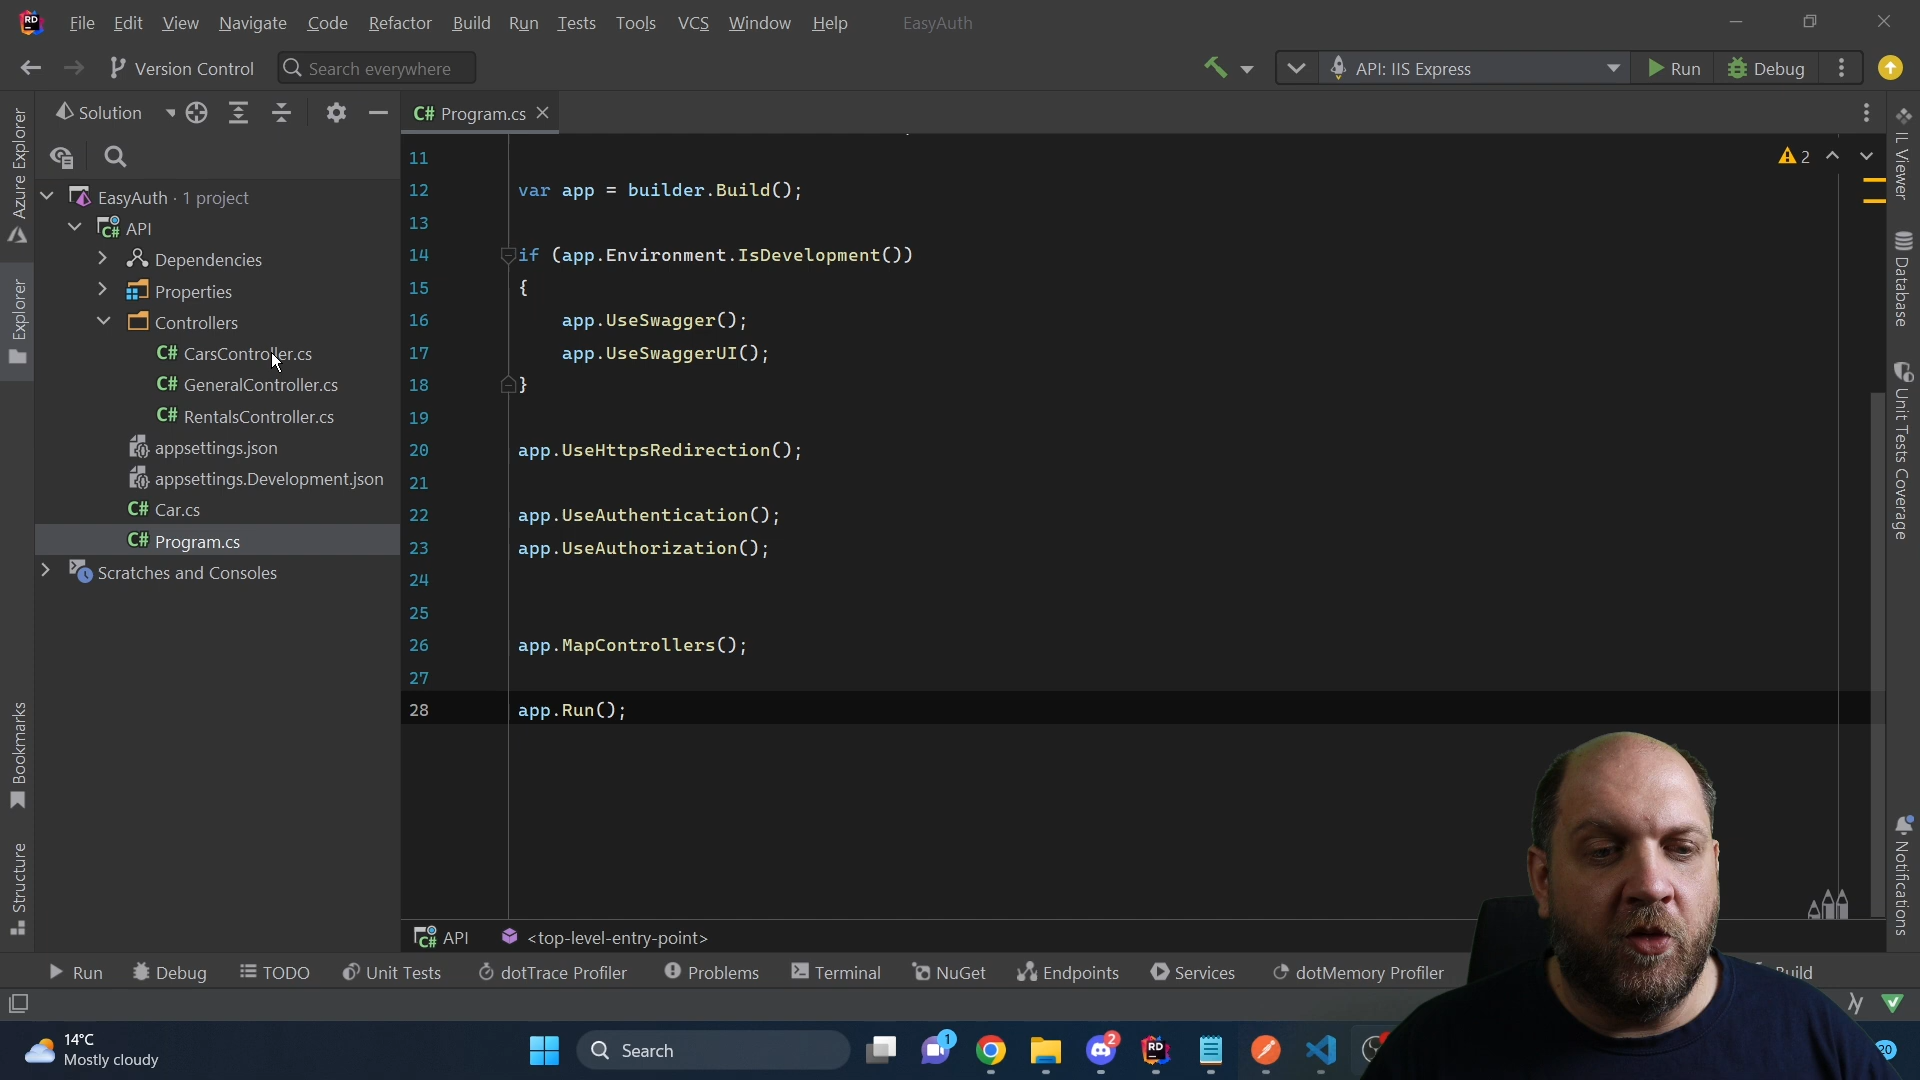 File Edit View Navigate Code Refactor Build Run Tests Tools VCS Window Help EasyAuth
Version Control Search everywhere API: IIS Express Run Debug
Solution
C# Program.cs
Azure Explorer
Explorer
Bookmarks
Structure
EasyAuth · 1 project
C# API
Dependencies
Properties
Controllers
C# CarsController.cs
C# GeneralController.cs
C# RentalsController.cs
appsettings.json
appsettings.Development.json
C# Car.cs
C# Program.cs
Scratches and Consoles
2
11
12 var app = builder.Build();
13
14 if (app.Environment.IsDevelopment())
15 {
16 app.UseSwagger();
17 app.UseSwaggerUI();
18 }
19
20 app.UseHttpsRedirection();
21
22 app.UseAuthentication();
23 app.UseAuthorization();
24
25
26 app.MapControllers();
27
28 app.Run();
IL Viewer
Database
Unit Tests Coverage
Notifications
C# API <top-level-entry-point>
Run Debug TODO Unit Tests dotTrace Profiler Problems Terminal NuGet Endpoints Services dotMemory Profiler
14°C
Mostly cloudy
Search
1
2
RD
20